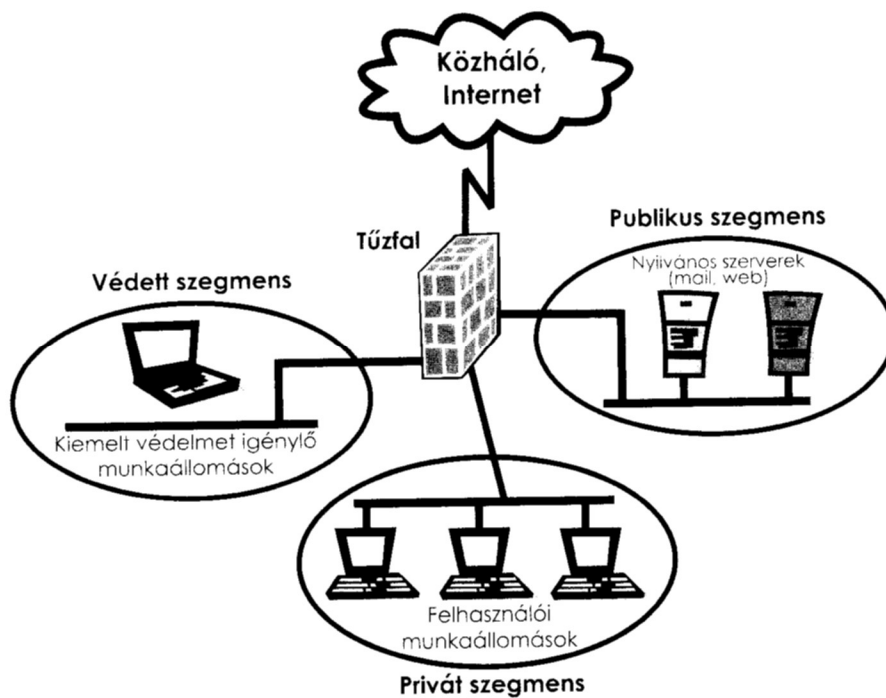 Közháló,
Internet
Tűzfal
Publikus szegmens
Nyilvános szerverek
(mail, web)
Védett szegmens
Kiemelt védelmet igénylő
munkaállomások
Felhasználói
munkaállomások
Privát szegmens